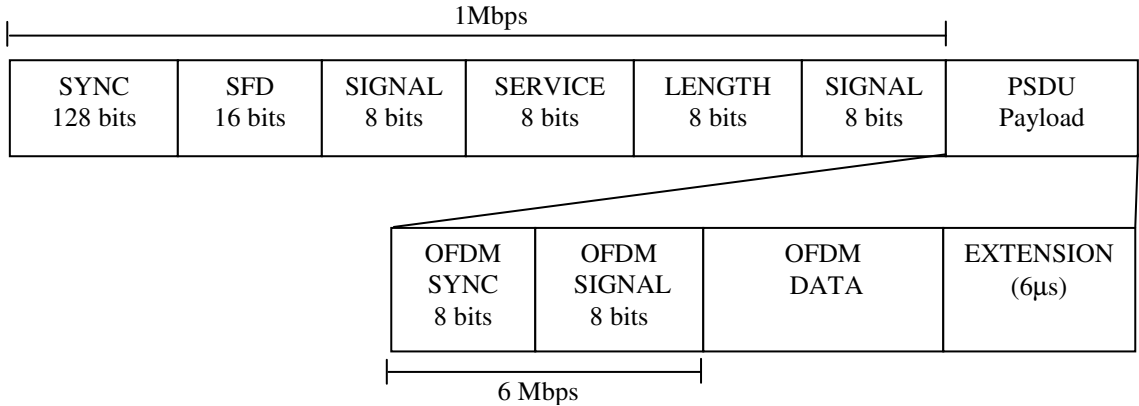 1Mbps
SYNC
128 bits
SFD
16 bits
SIGNAL
8 bits
SERVICE
8 bits
LENGTH
8 bits
SIGNAL
8 bits
PSDU
Payload
OFDM
SYNC
8 bits
OFDM
SIGNAL
8 bits
OFDM
DATA
EXTENSION
(6μs)
6 Mbps